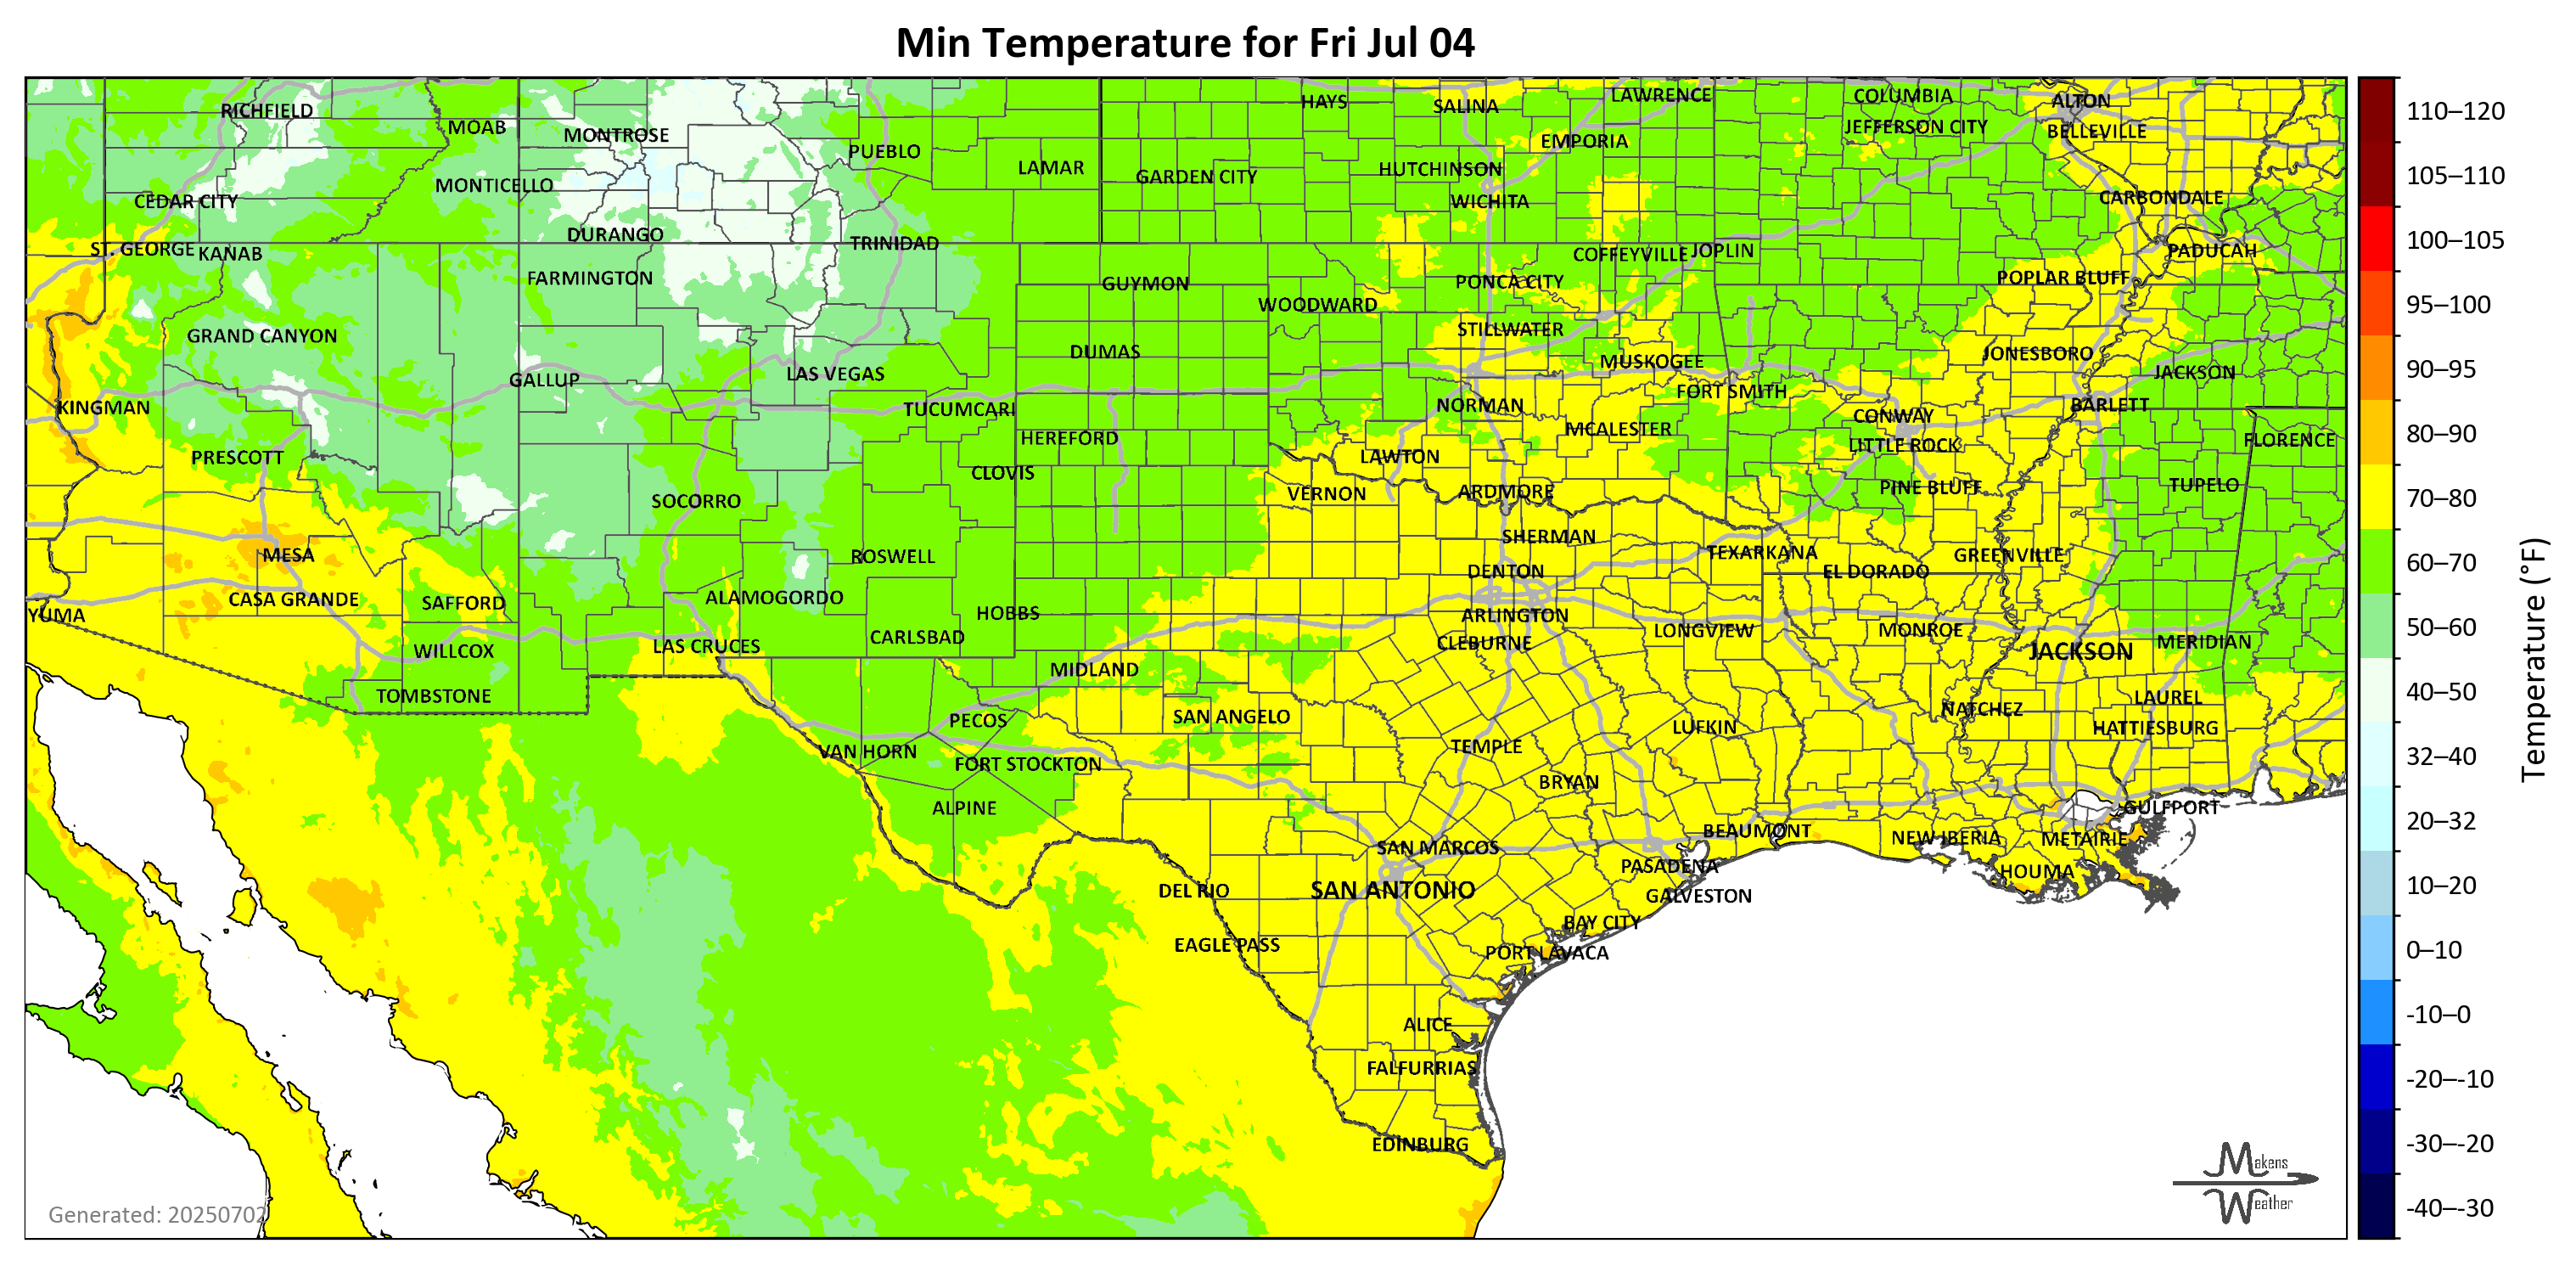 Min Temperature for Fri Jul 04
RICHFIELD
MOAB
MONTROSE
PUEBLO
LAMAR
HAYS
SALINA
LAWRENCE
COLUMBIA
ALTON
JEFFERSON CITY
BELLEVILLE
EMPORIA
HUTCHINSON
GARDEN CITY
MONTICELLO
CEDAR CITY
WICHITA
CARBONDALE
DURANGO
TRINIDAD
ST. GEORGE
KANAB
FARMINGTON
GUYMON
COFFEYVILLE
JOPLIN
PADUCAH
PONCA CITY
POPLAR BLUFF
WOODWARD
GRAND CANYON
STILLWATER
DUMAS
MUSKOGEE
JONESBORO
GALLUP
LAS VEGAS
JACKSON
FORT SMITH
KINGMAN
TUCUMCARI
NORMAN
BARLETT
CONWAY
HEREFORD
MCALESTER
LITTLE ROCK
FLORENCE
PRESCOTT
LAWTON
CLOVIS
SOCORRO
VERNON
ARDMORE
PINE BLUFF
TUPELO
MESA
ROSWELL
SHERMAN
TEXARKANA
GREENVILLE
DENTON
EL DORADO
CASA GRANDE
SAFFORD
ALAMOGORDO
HOBBS
ARLINGTON
YUMA
CARLSBAD
CLEBURNE
LONGVIEW
MONROE
WILLCOX
LAS CRUCES
JACKSON
MERIDIAN
MIDLAND
TOMBSTONE
LAUREL
PECOS
SAN ANGELO
NATCHEZ
LUFKIN
HATTIESBURG
VAN HORN
FORT STOCKTON
TEMPLE
BRYAN
ALPINE
GULFPORT
BEAUMONT
NEW IBERIA
METAIRIE
SAN MARCOS
PASADENA
HOUMA
DEL RIO
SAN ANTONIO
GALVESTON
BAY CITY
EAGLE PASS
PORT LAVACA
ALICE
FALFURRIAS
EDINBURG
Generated: 20250702
Makens
Weather
110–120
105–110
100–105
95–100
90–95
80–90
70–80
60–70
50–60
40–50
32–40
20–32
10–20
0–10
-10–0
-20–-10
-30–-20
-40–-30
Temperature (°F)